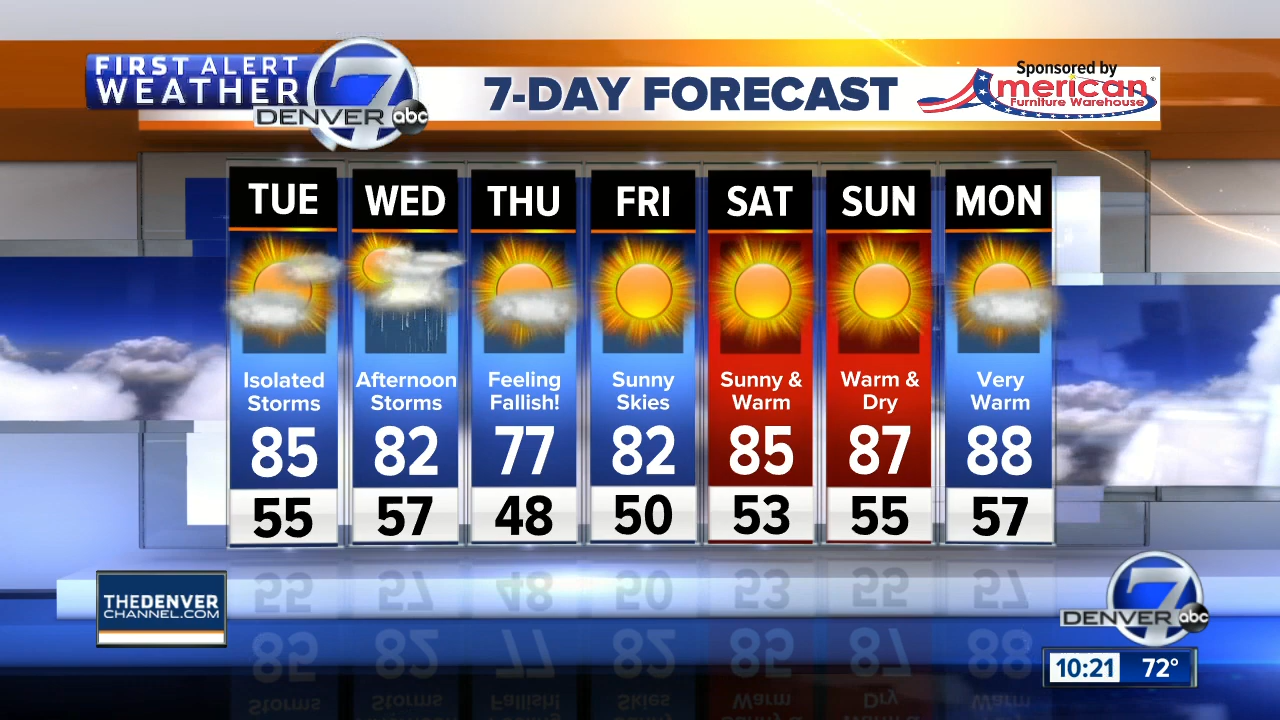 FIRST ALERT
WEATHER
7
DENVER abc
7-DAY FORECAST
Sponsored by
American
Furniture Warehouse
TUE WED THU FRI SAT SUN MON
Isolated Afternoon Feeling Sunny Sunny & Warm & Very
Storms Storms Fallish! Skies Warm Dry Warm
85 82 77 82 85 87 88
55 57 48 50 53 55 57
THEDENVER
CHANNEL.COM
7
DENVER abc
10:21 72°